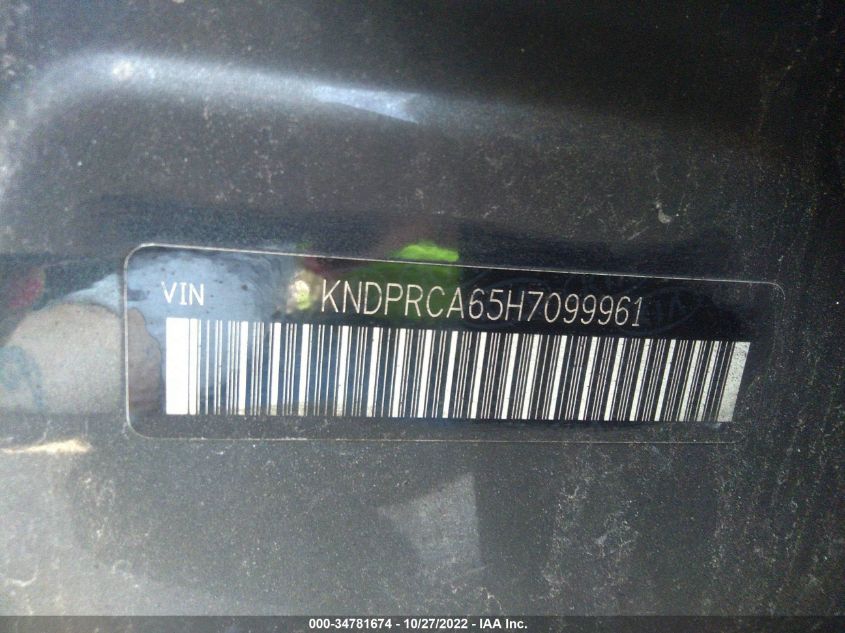 VIN KNDPRCA65H7099961
000-34781674 - 10/27/2022 - IAA Inc.